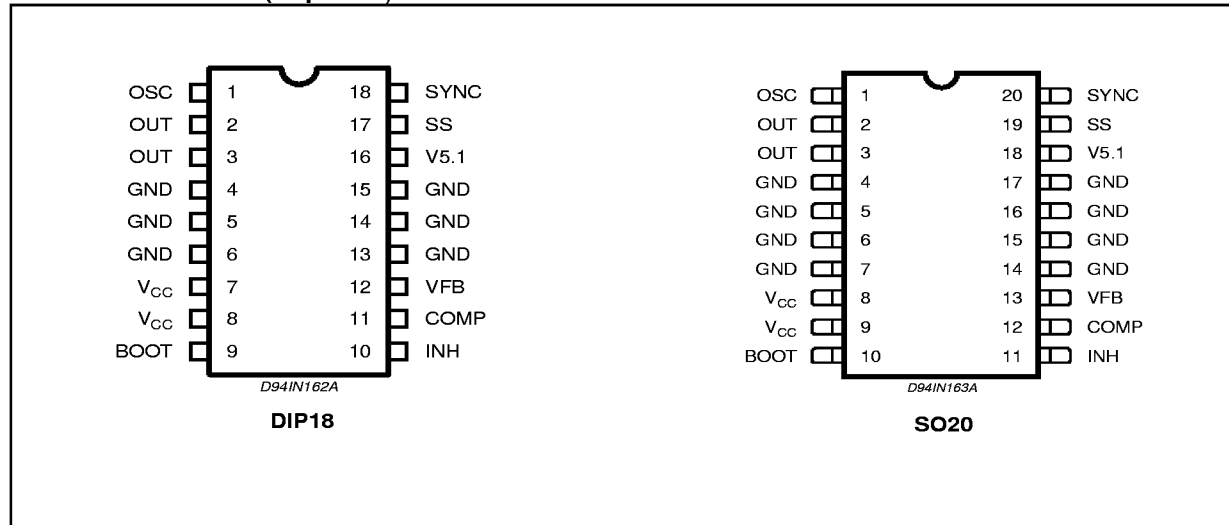 OSC 1 18 SYNC
OUT 2 17 SS
OUT 3 16 V5.1
GND 4 15 GND
GND 5 14 GND
GND 6 13 GND
VCC 7 12 VFB
VCC 8 11 COMP
BOOT 9 10 INH
D94IN162A
DIP18
OSC 1 20 SYNC
OUT 2 19 SS
OUT 3 18 V5.1
GND 4 17 GND
GND 5 16 GND
GND 6 15 GND
GND 7 14 GND
VCC 8 13 VFB
VCC 9 12 COMP
BOOT 10 11 INH
D94IN163A
SO20